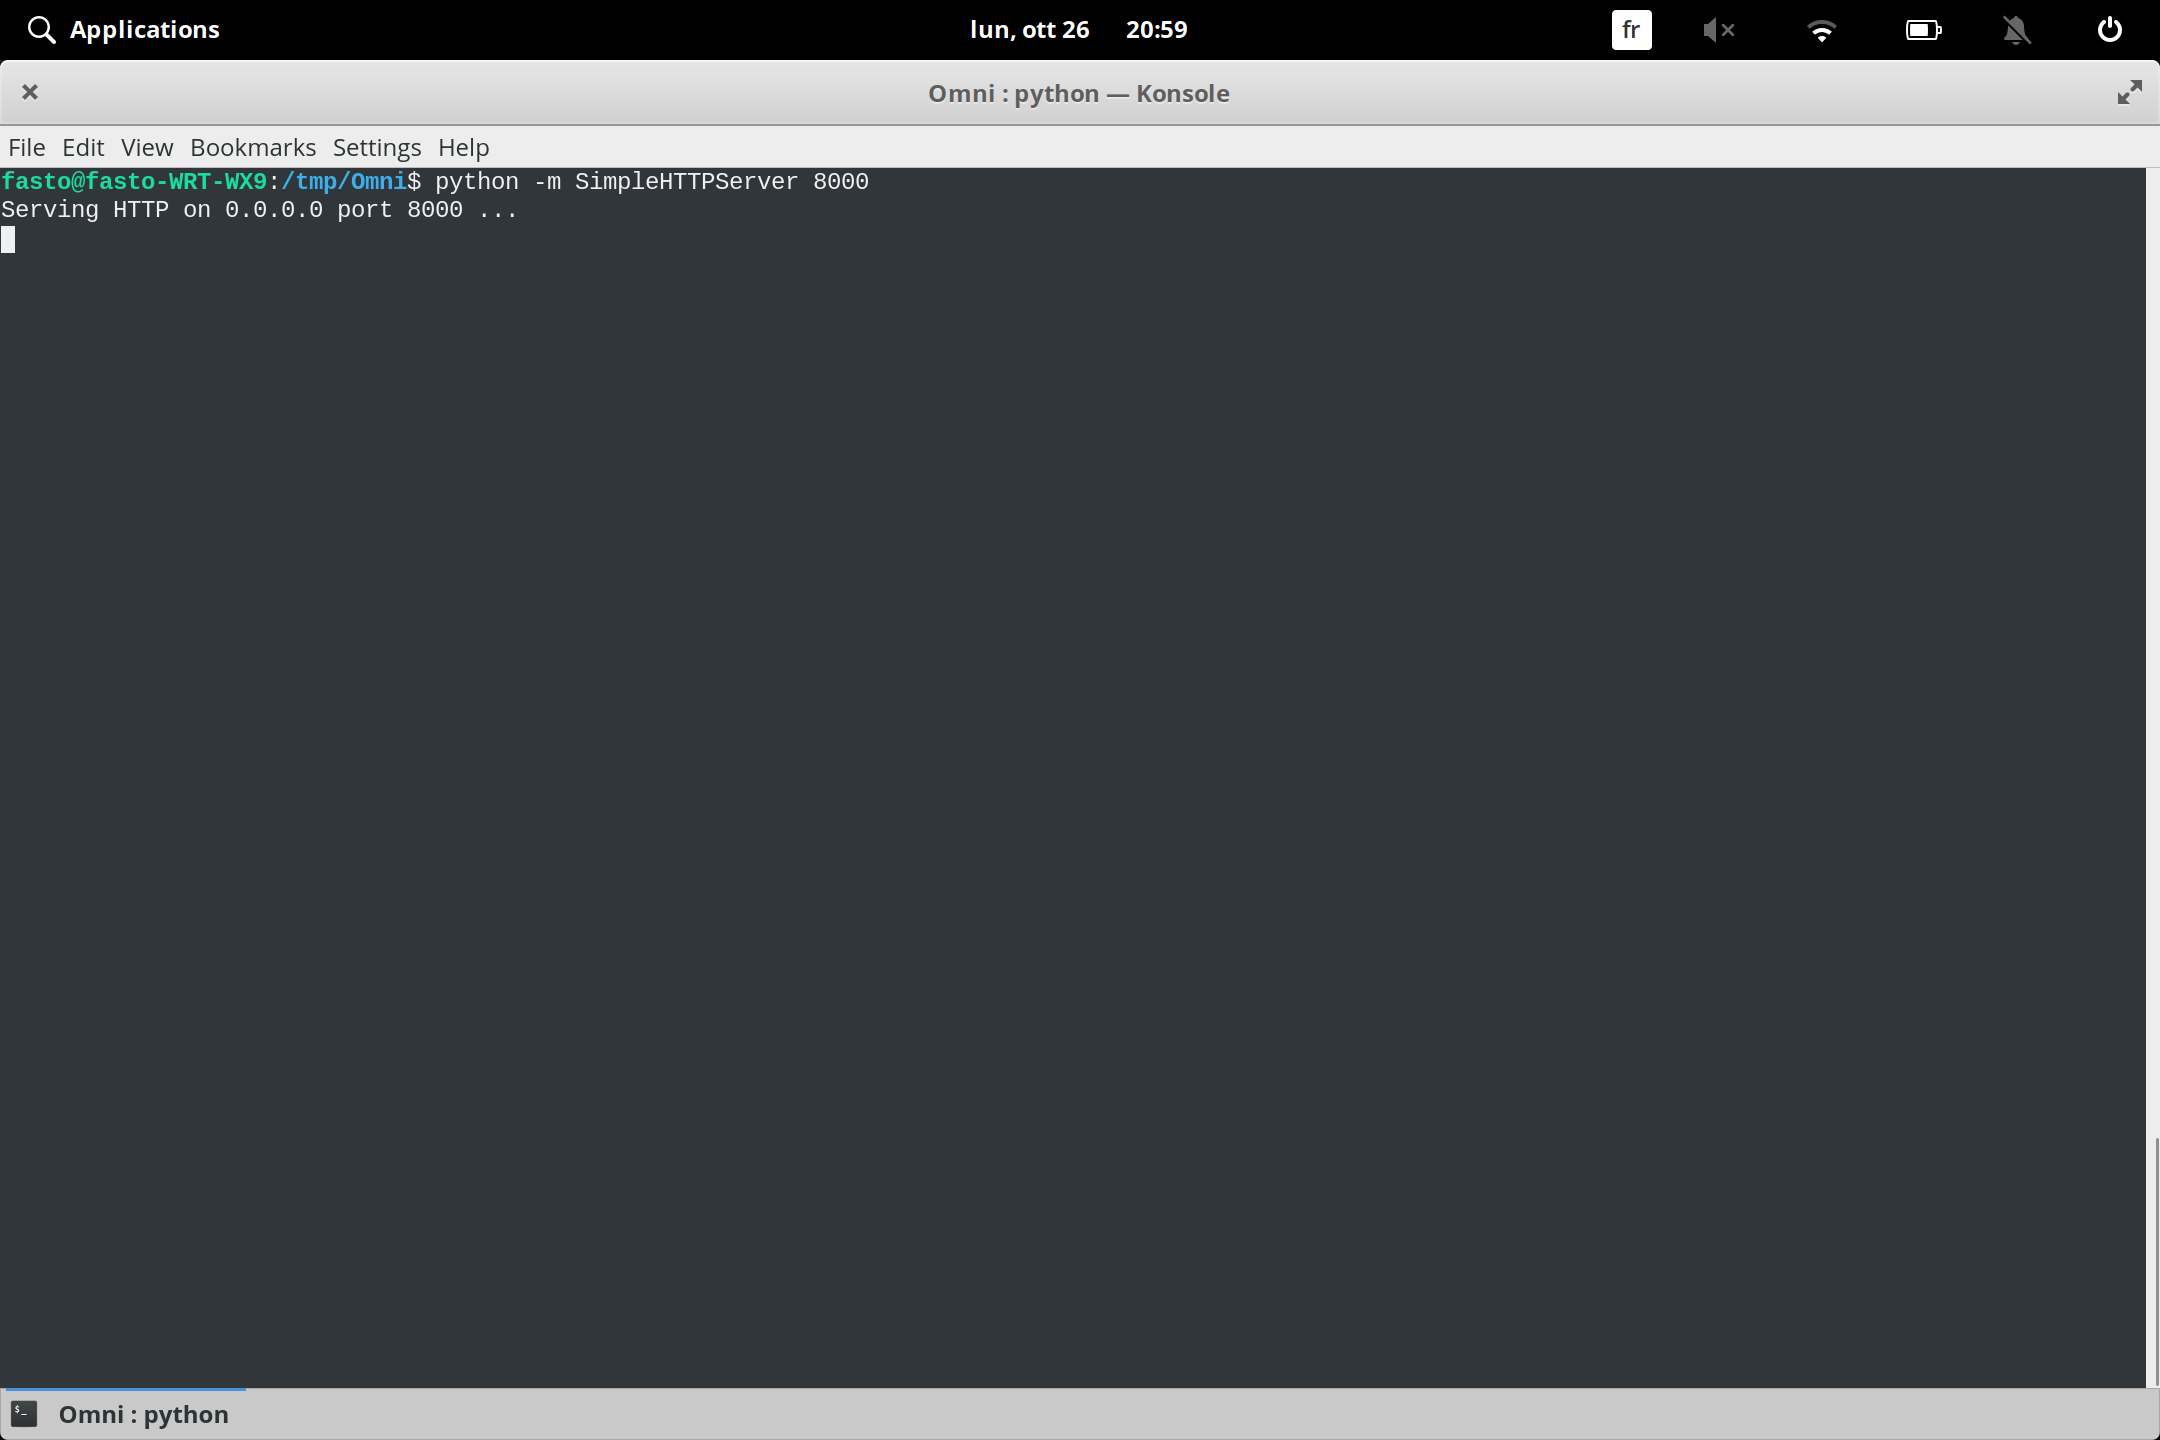 Applications
lun, ott 26 20:59
fr
Omni : python — Konsole
File Edit View Bookmarks Settings Help
fasto@fasto-WRT-WX9:/tmp/Omni$ python -m SimpleHTTPServer 8000
Serving HTTP on 0.0.0.0 port 8000 ...
$_
Omni : python